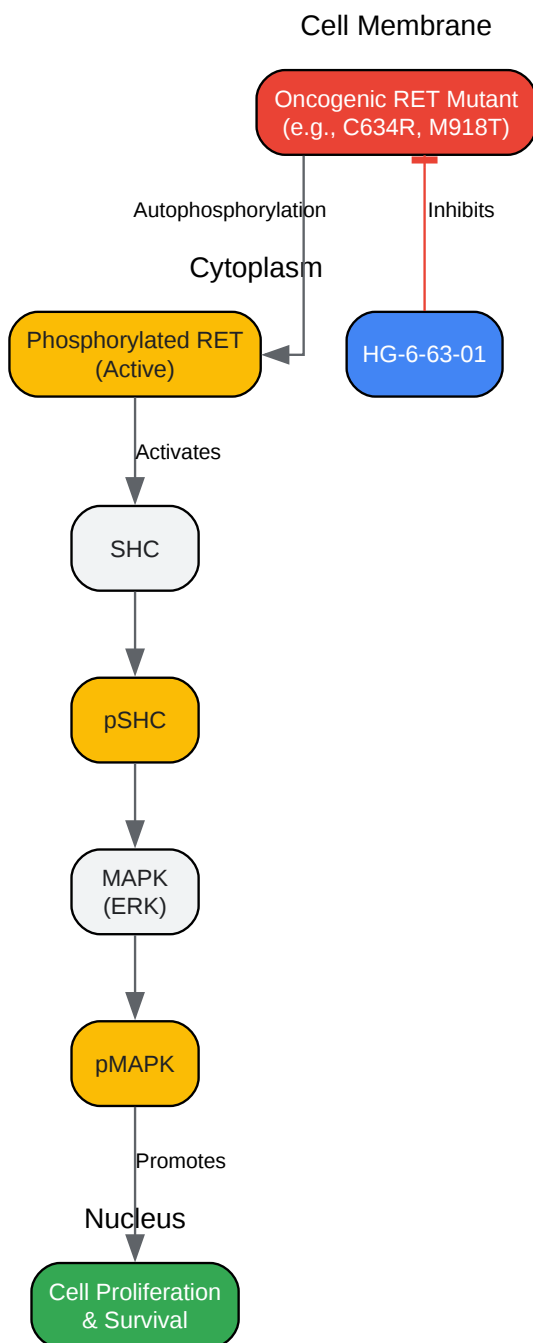 Cell Membrane
Oncogenic RET Mutant
(e.g., C634R, M918T)
Autophosphorylation
Inhibits
Cytoplasm
Phosphorylated RET
(Active)
HG-6-63-01
Activates
SHC
pSHC
MAPK
(ERK)
pMAPK
Promotes
Nucleus
Cell Proliferation
& Survival